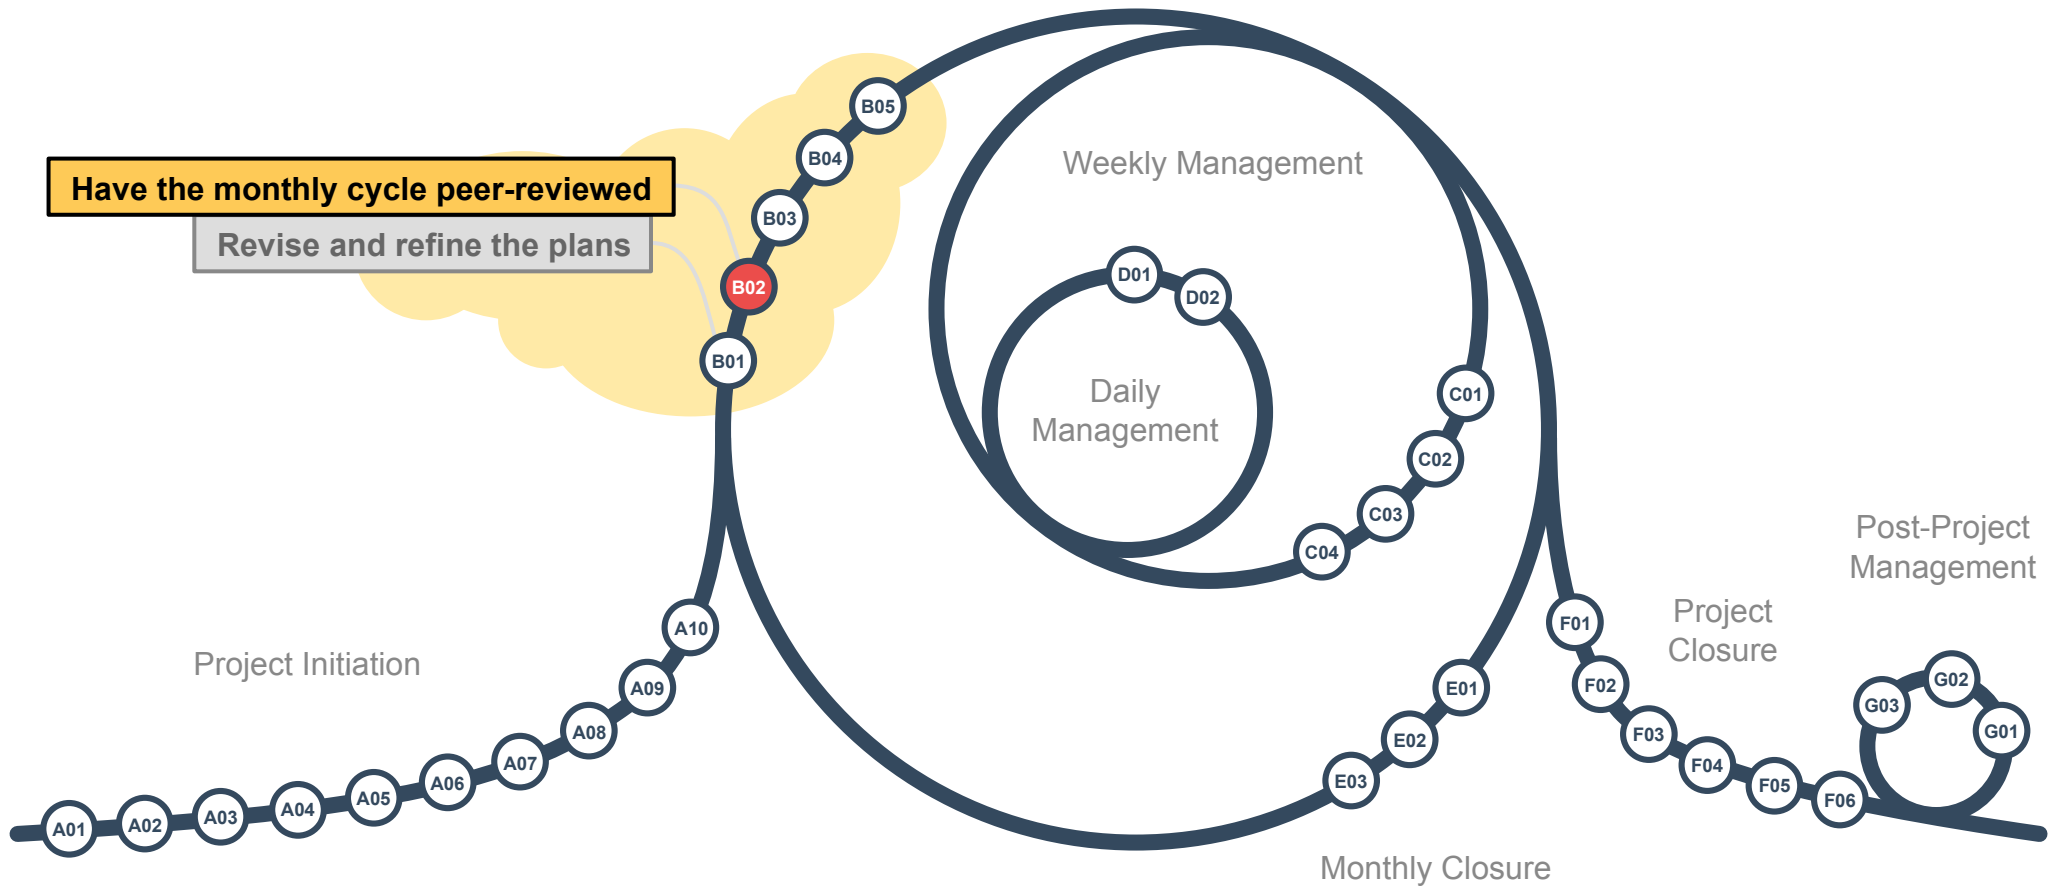 Have the monthly cycle peer-reviewed
Revise and refine the plans
B05
B04
B03
B02
B01
Weekly Management
D01
D02
Daily
Management
C01
C02
C03
C04
Project Initiation
A01
A02
A03
A04
A05
A06
A07
A08
A09
A10
E01
E02
E03
Monthly Closure
F01
F02
F03
F04
F05
F06
Project
Closure
Post-Project
Management
G03
G02
G01